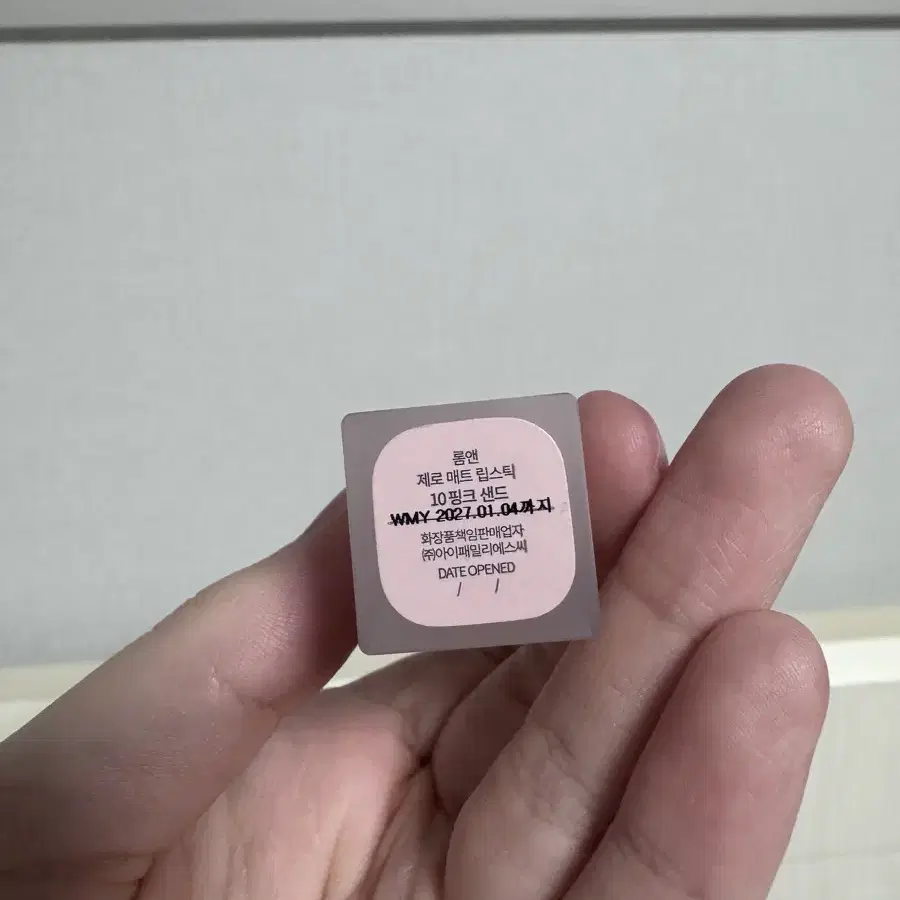 롬앤
제로 매트 립스틱
10 핑크 샌드
WMY 2027.01.04까지
화장품책임판매업자
㈜아이패밀리에스씨
DATE OPENED
/ /